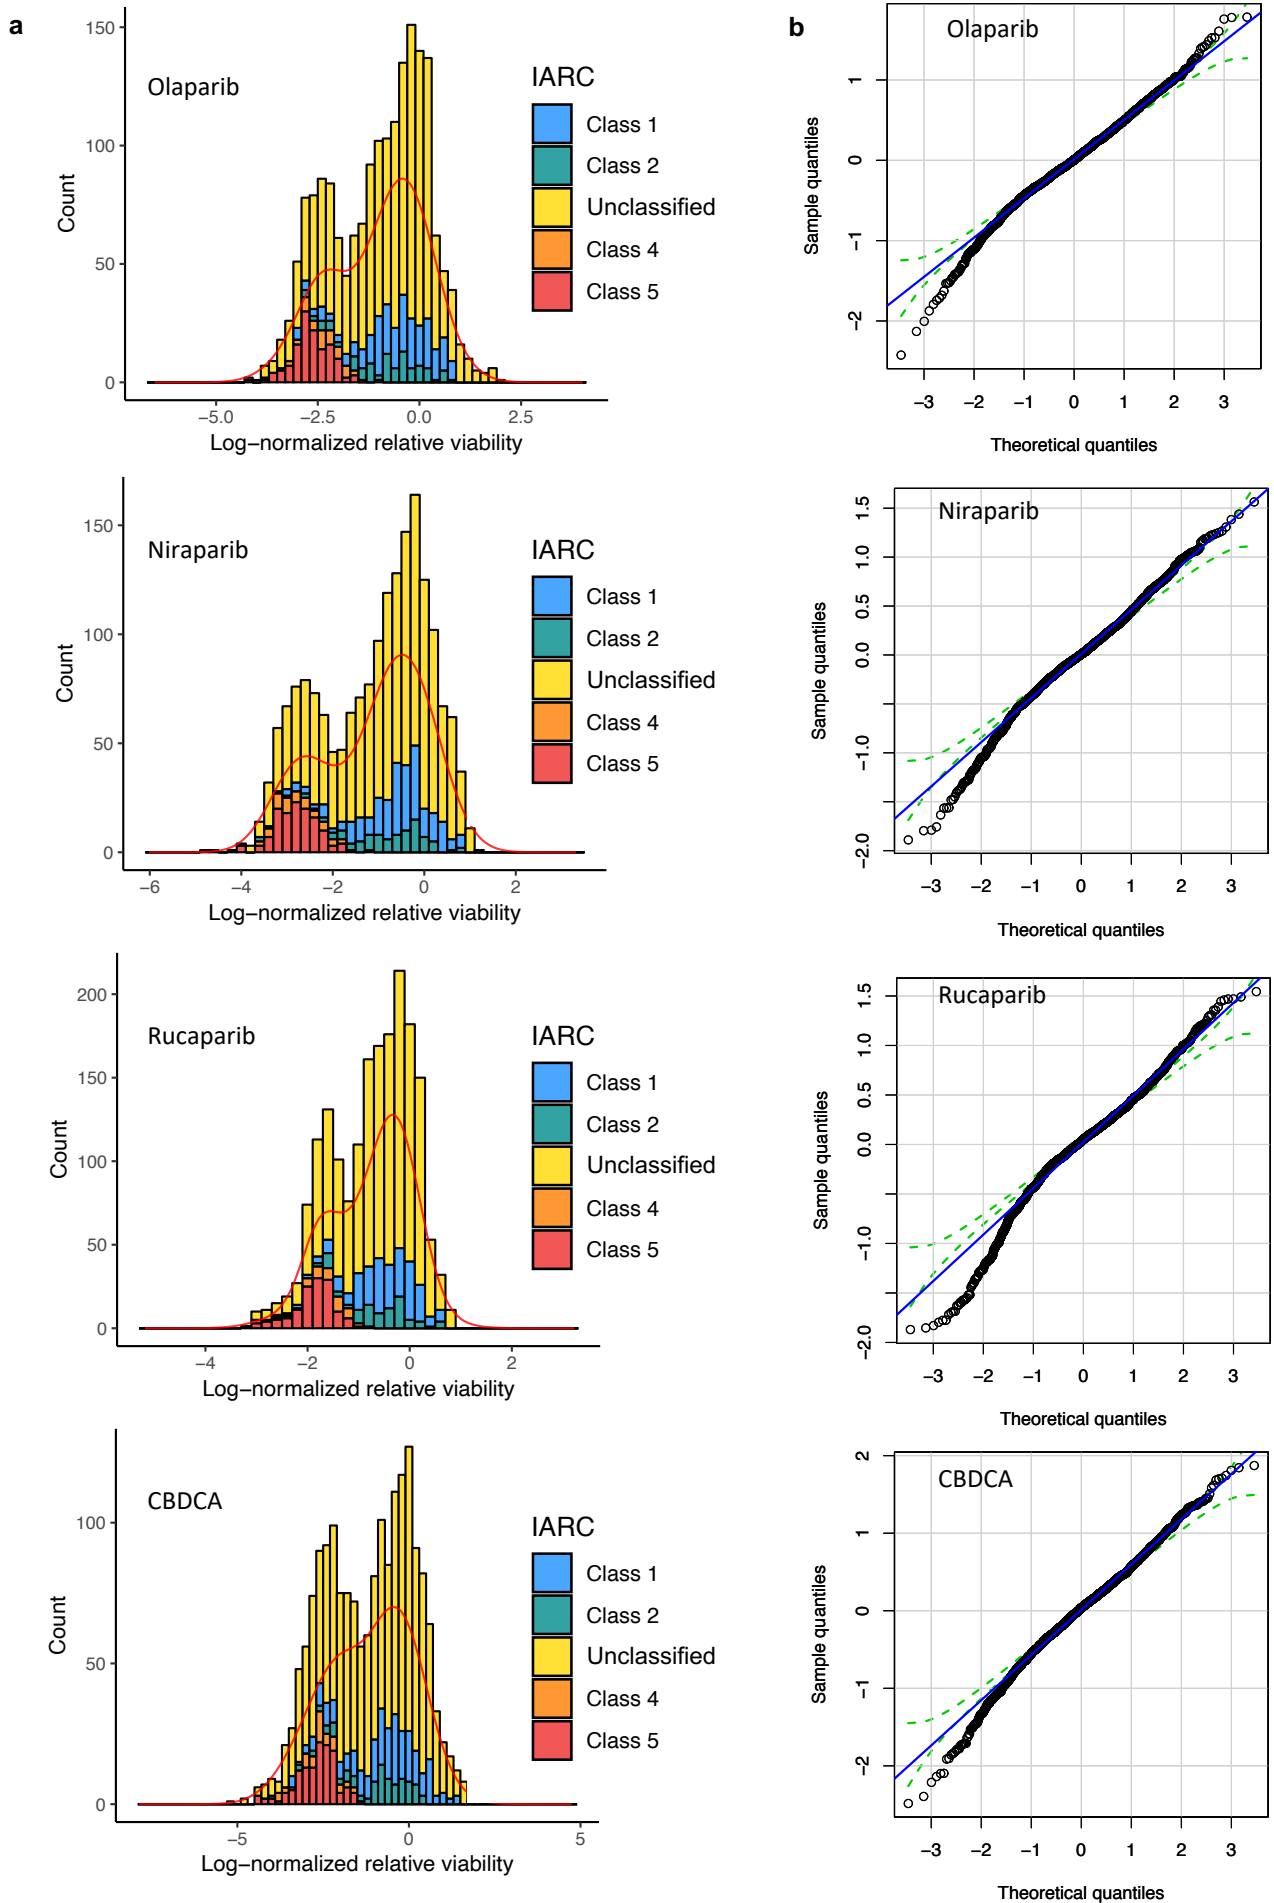 a
Olaparib
150
100
50
0
Count
−5.0 −2.5 0.0 2.5
Log−normalized relative viability
IARC
Class 1
Class 2
Unclassified
Class 4
Class 5
b
Olaparib
1
0
−1
−2
Sample quantiles
−3 −2 −1 0 1 2 3
Theoretical quantiles
Niraparib
150
100
50
0
Count
−6 −4 −2 0 2
Log−normalized relative viability
IARC
Class 1
Class 2
Unclassified
Class 4
Class 5
Niraparib
1.5
1.0
0.5
0.0
−1.0
−2.0
Sample quantiles
−3 −2 −1 0 1 2 3
Theoretical quantiles
Rucaparib
200
150
100
50
0
Count
−4 −2 0 2
Log−normalized relative viability
IARC
Class 1
Class 2
Unclassified
Class 4
Class 5
Rucaparib
1.5
1.0
0.5
0.0
−1.0
−2.0
Sample quantiles
−3 −2 −1 0 1 2 3
Theoretical quantiles
CBDCA
100
50
0
Count
−5 0 5
Log−normalized relative viability
IARC
Class 1
Class 2
Unclassified
Class 4
Class 5
CBDCA
2
1
0
−1
−2
Sample quantiles
−3 −2 −1 0 1 2 3
Theoretical quantiles